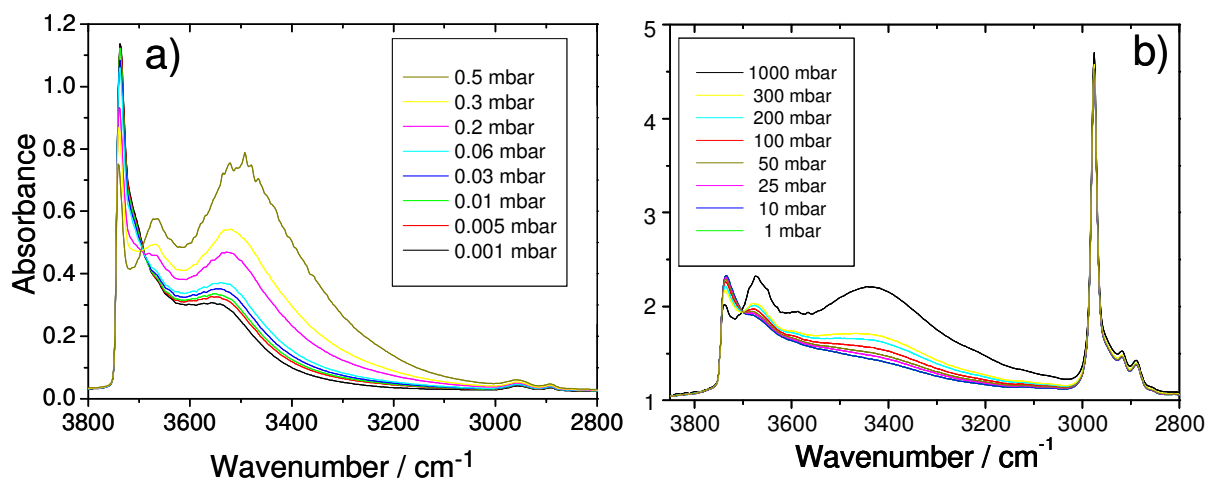 a)
1.2
1.0
0.8
0.6
0.4
0.2
0.0
Absorbance
0.5 mbar
0.3 mbar
0.2 mbar
0.06 mbar
0.03 mbar
0.01 mbar
0.005 mbar
0.001 mbar
3800 3600 3400 3200 3000 2800
Wavenumber / cm-1
b)
5
4
3
2
1
1000 mbar
300 mbar
200 mbar
100 mbar
50 mbar
25 mbar
10 mbar
1 mbar
3800 3600 3400 3200 3000 2800
Wavenumber / cm-1